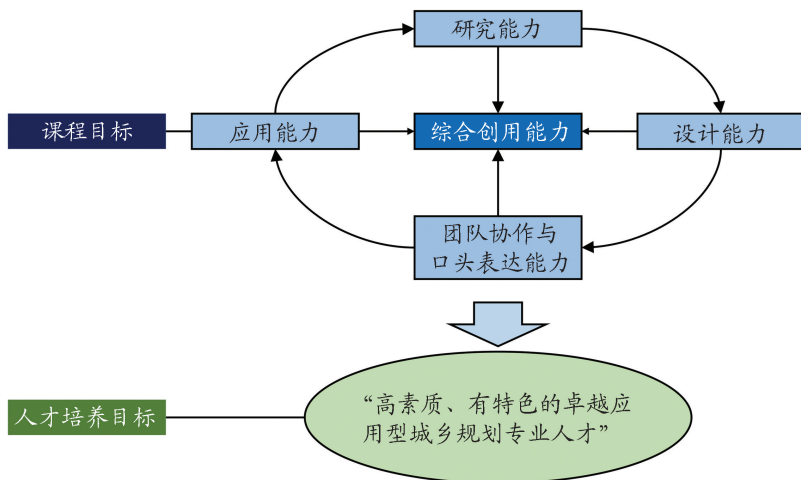 研究能力
课程目标
应用能力
综合创用能力
设计能力
团队协作与
口头表达能力
人才培养目标
“高素质、有特色的卓越应
用型城乡规划专业人才”